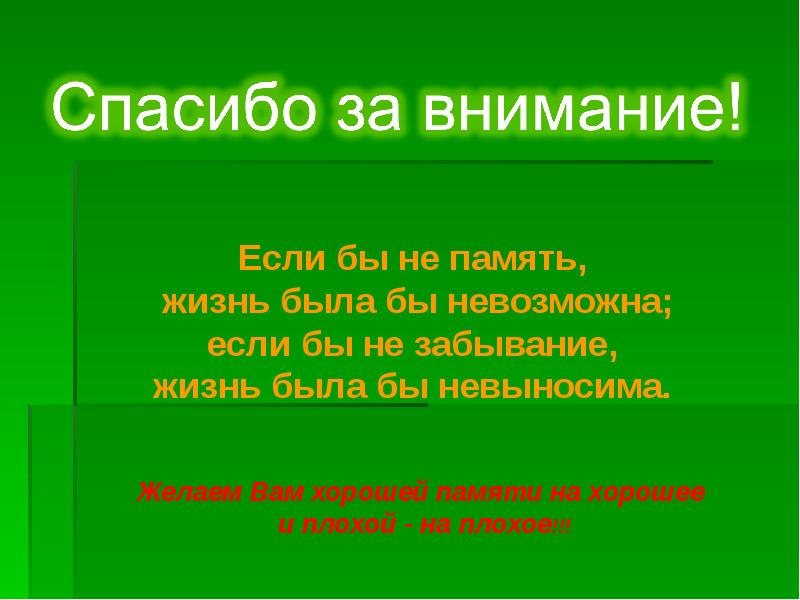 Спасибо за внимание!
Если бы не память,
жизнь была бы невозможна;
если бы не забывание,
жизнь была бы невыносима.
Желаем Вам хорошей памяти на хорошее
и плохой - на плохое!!!